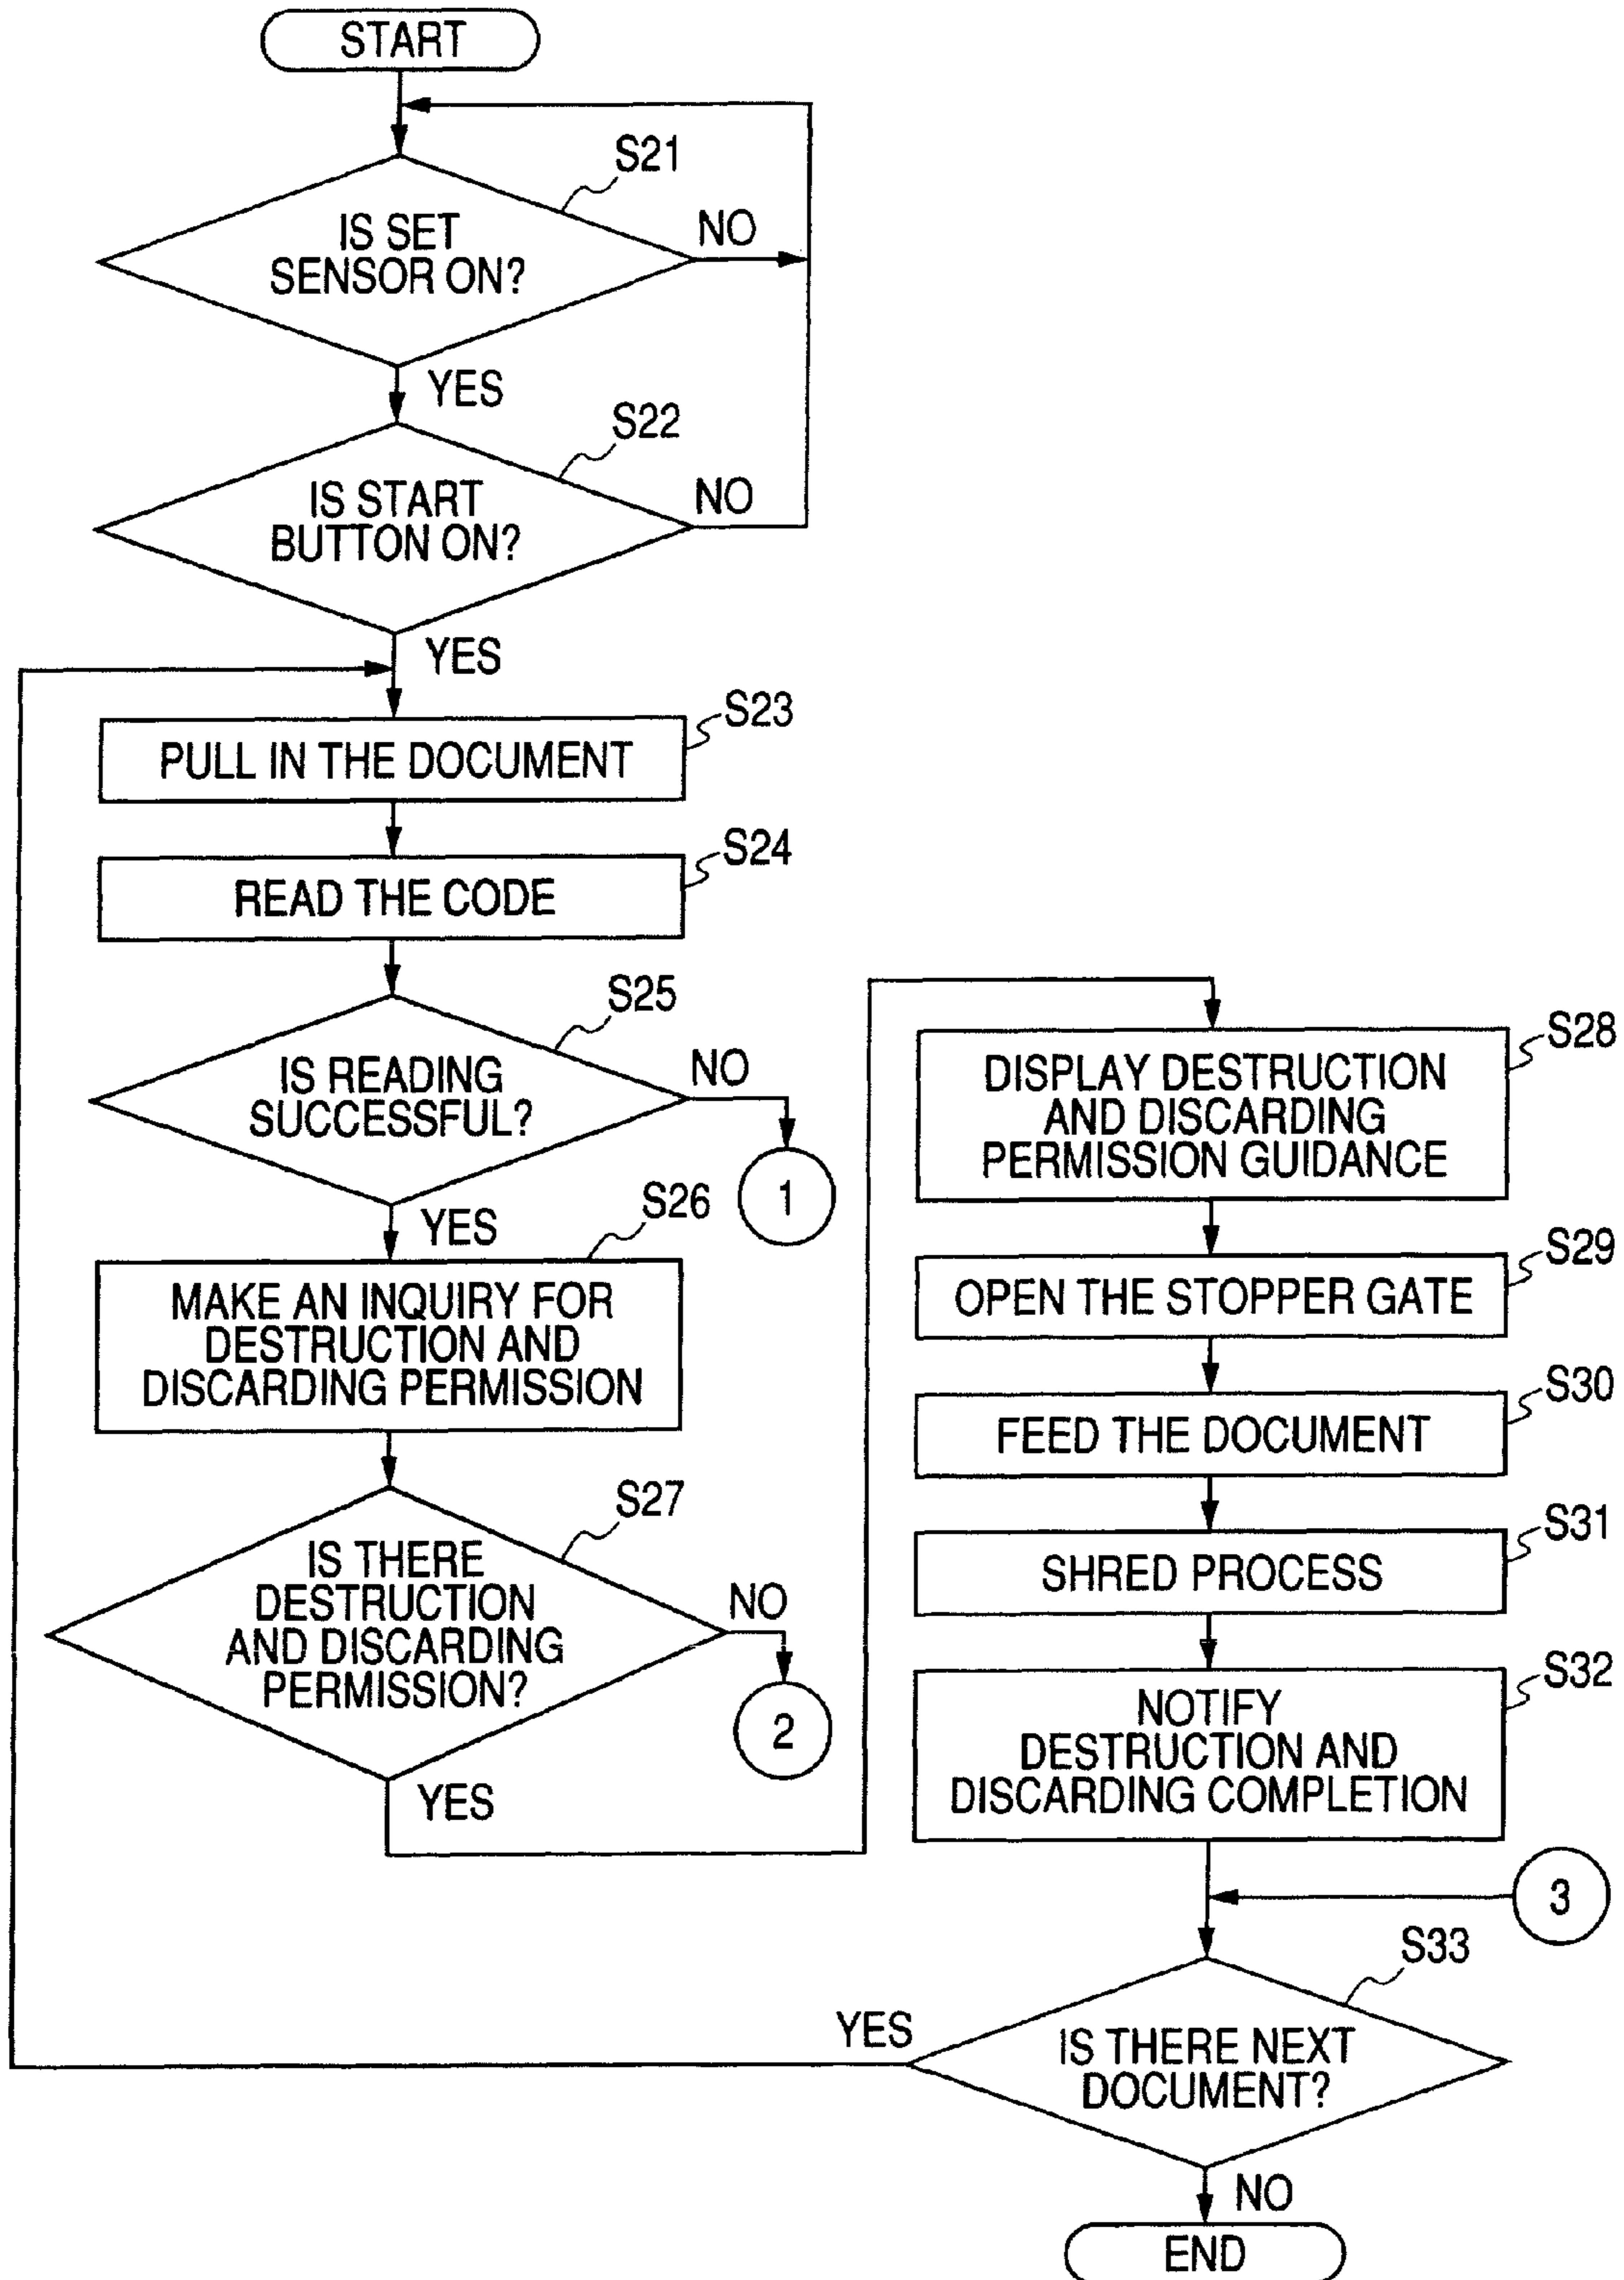 START
S21
IS SET
SENSOR ON?
NO
YES
S22
IS START
BUTTON ON?
NO
YES
S23
PULL IN THE DOCUMENT
S24
READ THE CODE
S25
IS READING
SUCCESSFUL?
NO
1
YES
S26
MAKE AN INQUIRY FOR
DESTRUCTION AND
DISCARDING PERMISSION
S27
IS THERE
DESTRUCTION
AND DISCARDING
PERMISSION?
NO
2
YES
S28
DISPLAY DESTRUCTION
AND DISCARDING
PERMISSION GUIDANCE
S29
OPEN THE STOPPER GATE
S30
FEED THE DOCUMENT
S31
SHRED PROCESS
S32
NOTIFY
DESTRUCTION AND
DISCARDING COMPLETION
3
S33
YES
IS THERE NEXT
DOCUMENT?
NO
END